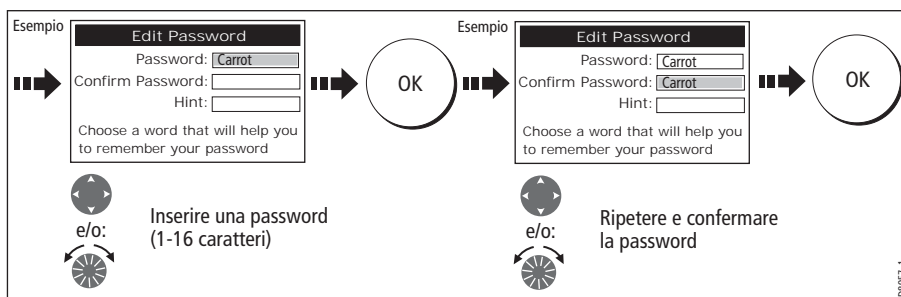 Esempio
Edit Password
Password: Carrot
Confirm Password:
Hint:
Choose a word that will help you
to remember your password
OK
e/o:
Inserire una password
(1-16 caratteri)
Esempio
Edit Password
Password: Carrot
Confirm Password: Carrot
Hint:
Choose a word that will help you
to remember your password
OK
e/o:
Ripetere e confermare
la password